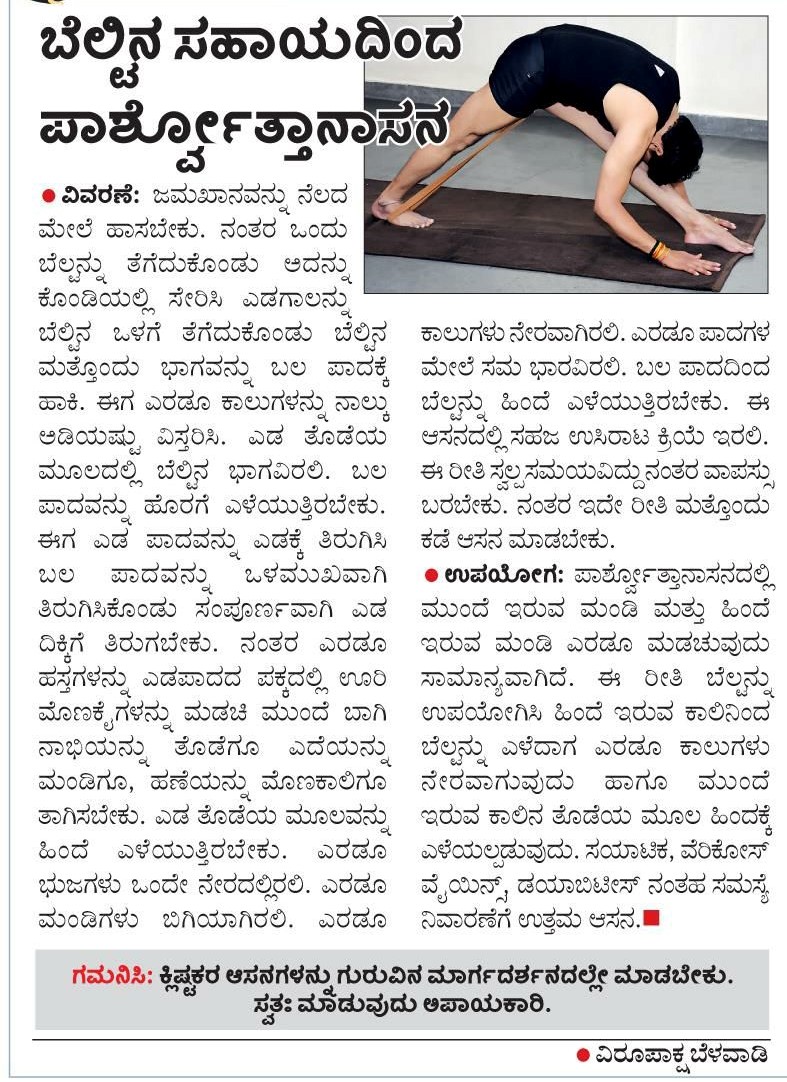 ಬೆಲ್ಟಿನ ಸಹಾಯದಿಂದ
ಪಾರ್ಶ್ವೋತ್ತಾನಾಸನ
● ವಿವರಣೆ: ಜಮಖಾನವನ್ನು ನೆಲದ
ಮೇಲೆ ಹಾಸಬೇಕು. ನಂತರ ಒಂದು
ಬೆಲ್ಟನ್ನು ತೆಗೆದುಕೊಂಡು ಅದನ್ನು
ಕೊಂಡಿಯಲ್ಲಿ ಸೇರಿಸಿ ಎಡಗಾಲನ್ನು
ಬೆಲ್ಟಿನ ಒಳಗೆ ತೆಗೆದುಕೊಂಡು ಬೆಲ್ಟಿನ
ಮತ್ತೊಂದು ಭಾಗವನ್ನು ಬಲ ಪಾದಕ್ಕೆ
ಹಾಕಿ. ಈಗ ಎರಡೂ ಕಾಲುಗಳನ್ನು ನಾಲ್ಕು
ಅಡಿಯಷ್ಟು ವಿಸ್ತರಿಸಿ. ಎಡ ತೊಡೆಯ
ಮೂಲದಲ್ಲಿ ಬೆಲ್ಟಿನ ಭಾಗವಿರಲಿ. ಬಲ
ಪಾದವನ್ನು ಹೊರಗೆ ಎಳೆಯುತ್ತಿರಬೇಕು.
ಈಗ ಎಡ ಪಾದವನ್ನು ಎಡಕ್ಕೆ ತಿರುಗಿಸಿ
ಬಲ ಪಾದವನ್ನು ಒಳಮುಖವಾಗಿ
ತಿರುಗಿಸಿಕೊಂಡು ಸಂಪೂರ್ಣವಾಗಿ ಎಡ
ದಿಕ್ಕಿಗೆ ತಿರುಗಬೇಕು. ನಂತರ ಎರಡೂ
ಹಸ್ತಗಳನ್ನು ಎಡಪಾದದ ಪಕ್ಕದಲ್ಲಿ ಊರಿ
ಮೊಣಕೈಗಳನ್ನು ಮಡಚಿ ಮುಂದೆ ಬಾಗಿ
ನಾಭಿಯನ್ನು ತೊಡೆಗೂ ಎದೆಯನ್ನು
ಮಂಡಿಗೂ, ಹಣೆಯನ್ನು ಮೊಣಕಾಲಿಗೂ
ತಾಗಿಸಬೇಕು. ಎಡ ತೊಡೆಯ ಮೂಲವನ್ನು
ಹಿಂದೆ ಎಳೆಯುತ್ತಿರಬೇಕು. ಎರಡೂ
ಭುಜಗಳು ಒಂದೇ ನೇರದಲ್ಲಿರಲಿ. ಎರಡೂ
ಮಂಡಿಗಳು ಬಿಗಿಯಾಗಿರಲಿ. ಎರಡೂ
ಕಾಲುಗಳು ನೇರವಾಗಿರಲಿ. ಎರಡೂ ಪಾದಗಳ
ಮೇಲೆ ಸಮ ಭಾರವಿರಲಿ. ಬಲ ಪಾದದಿಂದ
ಬೆಲ್ಟನ್ನು ಹಿಂದೆ ಎಳೆಯುತ್ತಿರಬೇಕು. ಈ
ಆಸನದಲ್ಲಿ ಸಹಜ ಉಸಿರಾಟ ಕ್ರಿಯೆ ಇರಲಿ.
ಈ ರೀತಿ ಸ್ವಲ್ಪ ಸಮಯವಿದ್ದು ನಂತರ ವಾಪಸ್ಸು
ಬರಬೇಕು. ನಂತರ ಇದೇ ರೀತಿ ಮತ್ತೊಂದು
ಕಡೆ ಆಸನ ಮಾಡಬೇಕು.
● ಉಪಯೋಗ: ಪಾರ್ಶ್ವೋತ್ತಾನಾಸನದಲ್ಲಿ
ಮುಂದೆ ಇರುವ ಮಂಡಿ ಮತ್ತು ಹಿಂದೆ
ಇರುವ ಮಂಡಿ ಎರಡೂ ಮಡಚುವುದು
ಸಾಮಾನ್ಯವಾಗಿದೆ. ಈ ರೀತಿ ಬೆಲ್ಟನ್ನು
ಉಪಯೋಗಿಸಿ ಹಿಂದೆ ಇರುವ ಕಾಲಿನಿಂದ
ಬೆಲ್ಟನ್ನು ಎಳೆದಾಗ ಎರಡೂ ಕಾಲುಗಳು
ನೇರವಾಗುವುದು ಹಾಗೂ ಮುಂದೆ
ಇರುವ ಕಾಲಿನ ತೊಡೆಯ ಮೂಲ ಹಿಂದಕ್ಕೆ
ಎಳೆಯಲ್ಪಡುವುದು. ಸಯಾಟಿಕ, ವೆರಿಕೋಸ್
ವೈಯಿನ್ಸ್, ಡಯಾಬಿಟೀಸ್ ನಂತಹ ಸಮಸ್ಯೆ
ನಿವಾರಣೆಗೆ ಉತ್ತಮ ಆಸನ.■
ಗಮನಿಸಿ: ಕ್ಲಿಷ್ಟಕರ ಆಸನಗಳನ್ನು ಗುರುವಿನ ಮಾರ್ಗದರ್ಶನದಲ್ಲೇ ಮಾಡಬೇಕು.
ಸ್ವತಃ ಮಾಡುವುದು ಅಪಾಯಕಾರಿ.
● ವಿರೂಪಾಕ್ಷ ಬೆಳವಾಡಿ